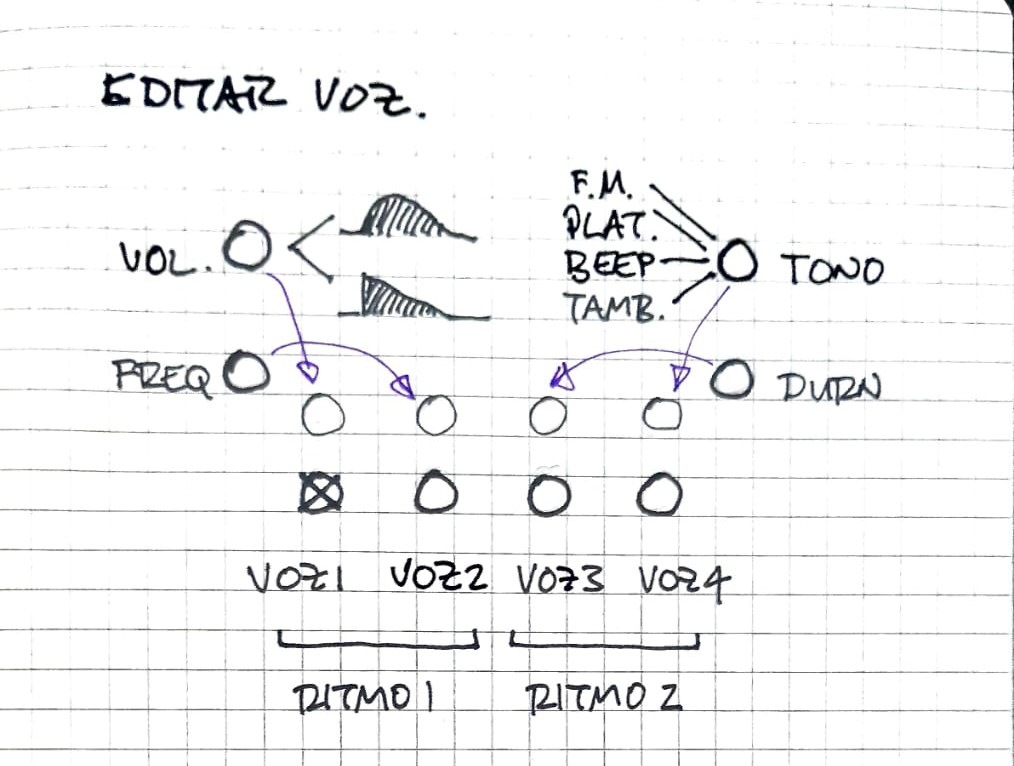 EDITAR VOZ.
F.M.
PLAT.
VOL.
BEEP
TONO
TAMB.
FREQ
DURN
VOZ1 VOZ2 VOZ3 VOZ4
RITMO 1 RITMO 2